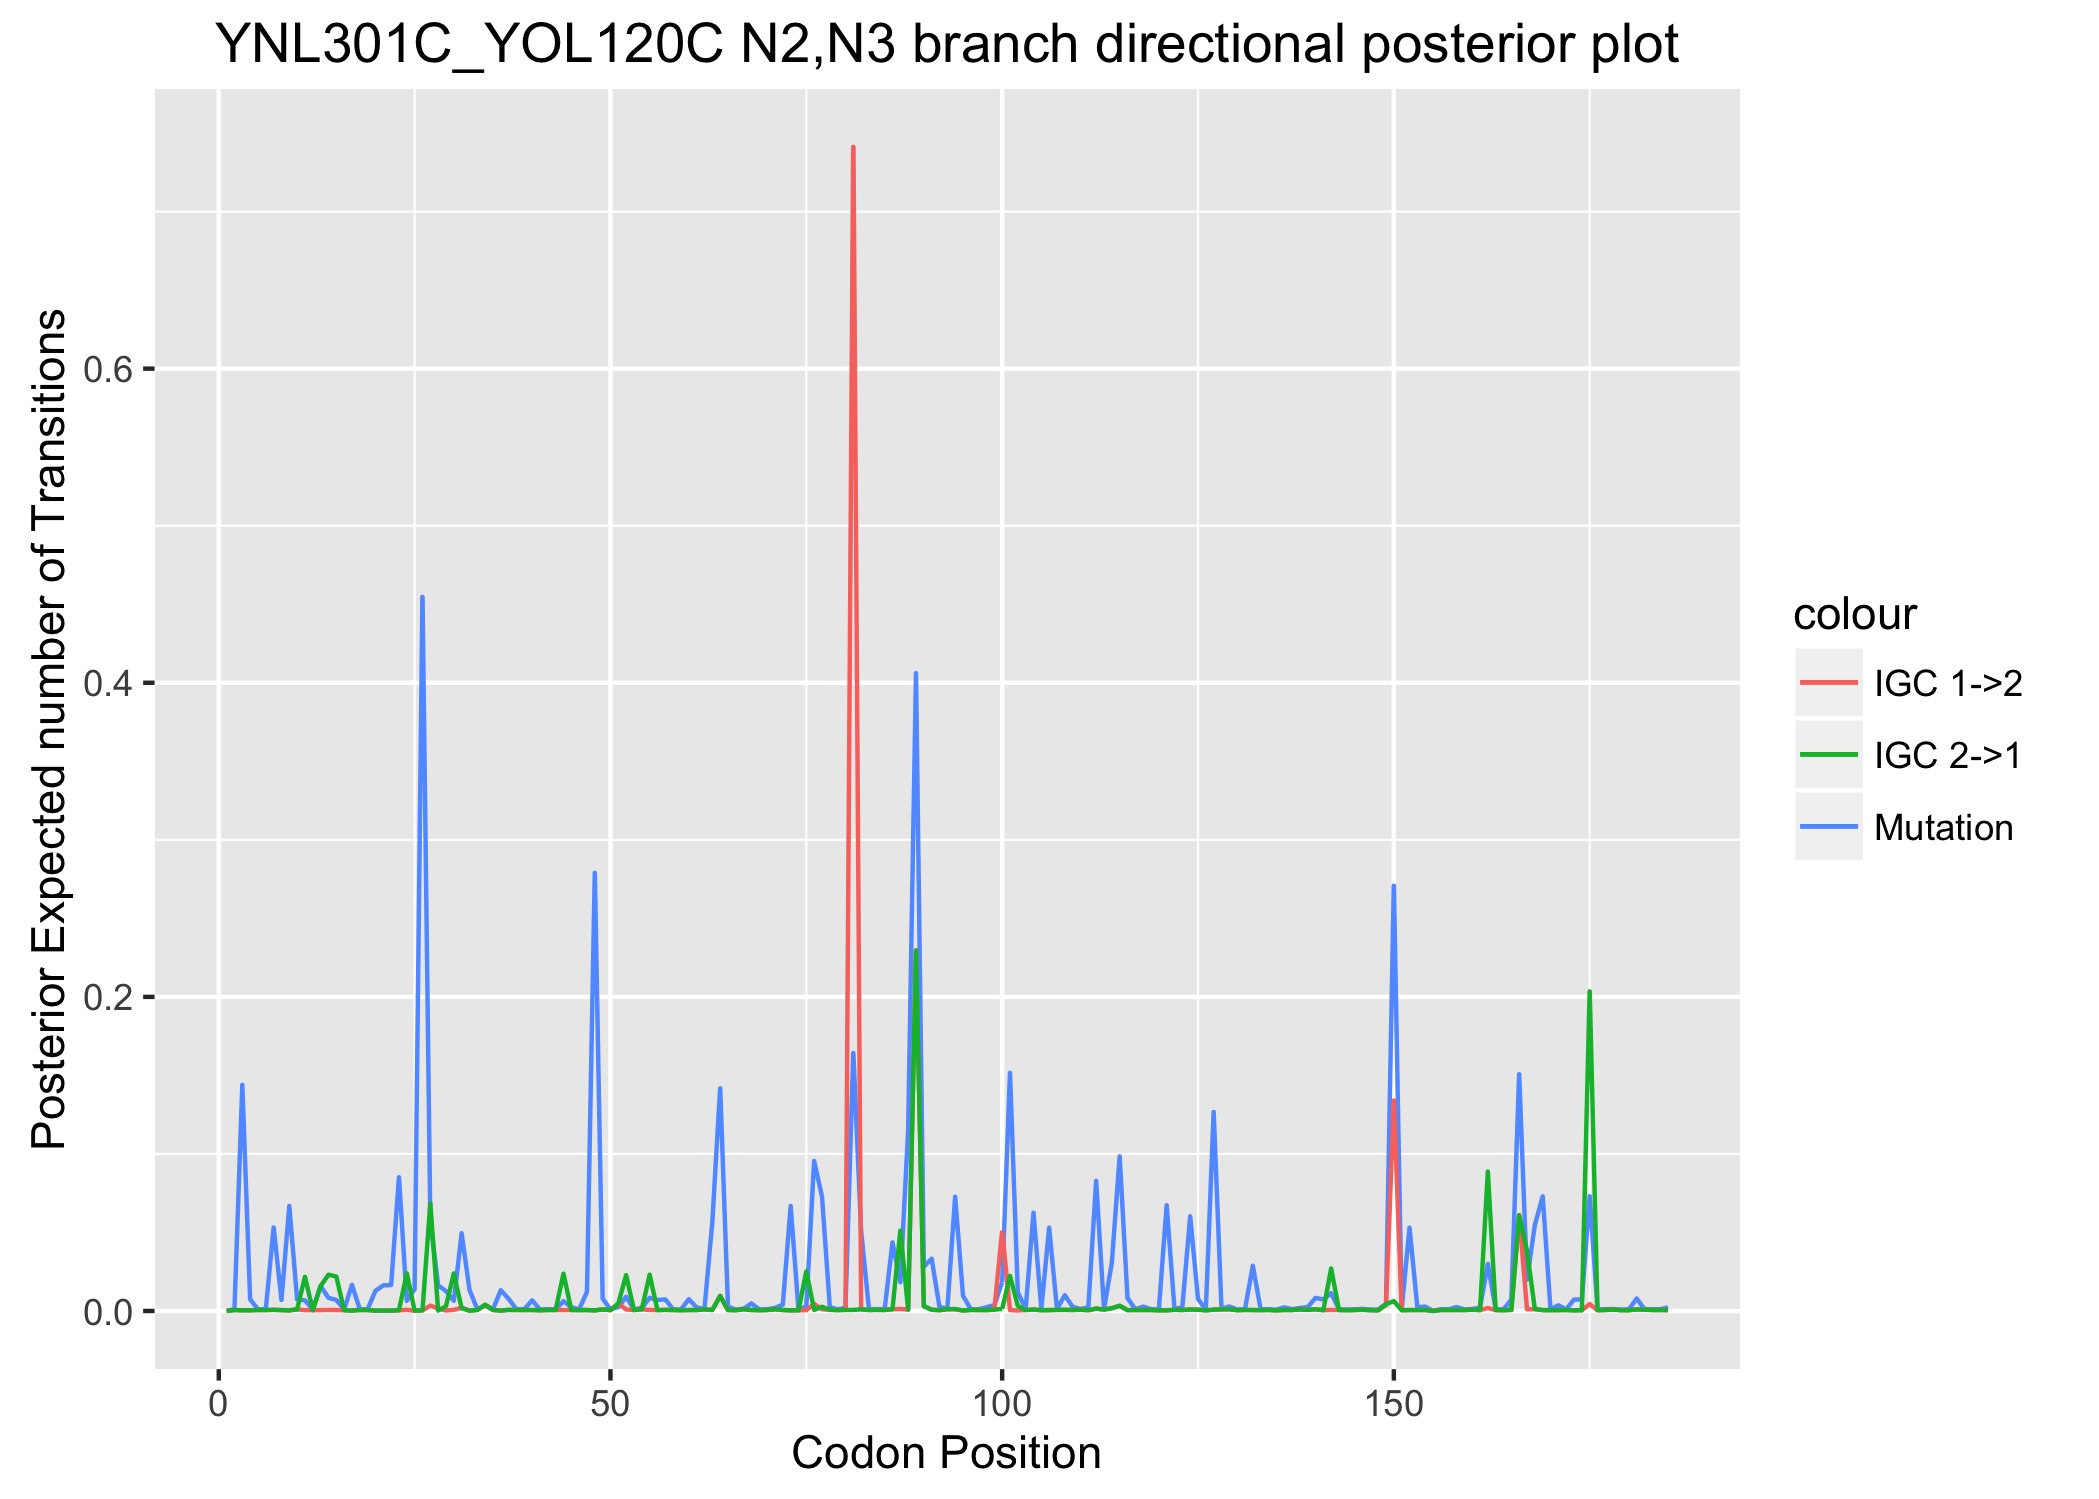 YNL301C_YOL120C N2,N3 branch directional posterior plot
Posterior Expected number of Transitions
0.6
0.4
0.2
0.0
0
50
100
150
Codon Position
colour
IGC 1->2
IGC 2->1
Mutation